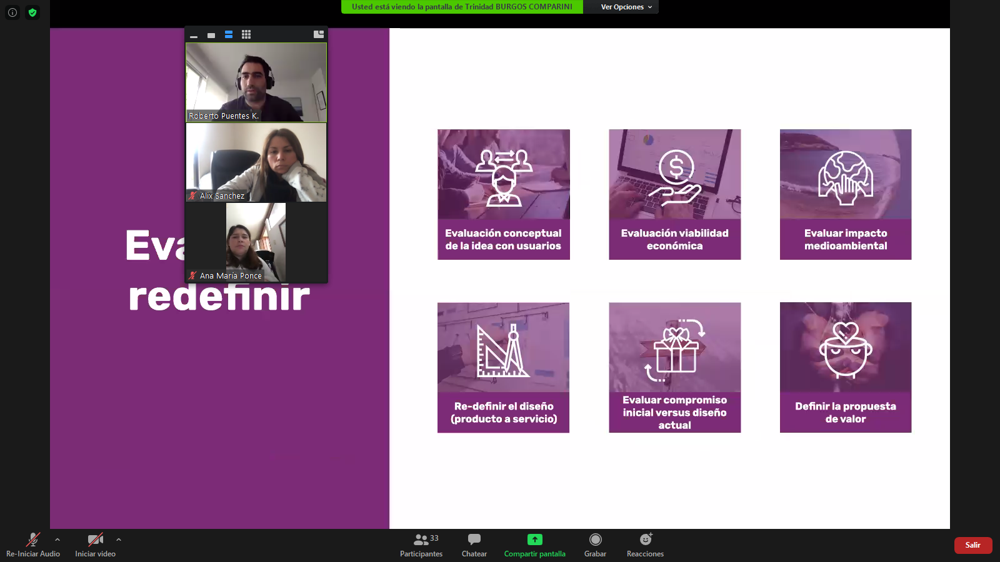 Usted está viendo la pantalla de Trinidad BURGOS COMPARINI
Ver Opciones
Roberto Puentes K.
Alix Sanchez
Ana María Ponce
redefinir
Evaluación conceptual
de la idea con usuarios
Evaluación viabilidad
económica
Evaluar impacto
medioambiental
Re-definir el diseño
(producto a servicio)
Evaluar compromiso
inicial versus diseño
actual
Definir la propuesta
de valor
Re-Iniciar Audio
Iniciar video
33
Participantes
Chatear
Compartir pantalla
Grabar
Reacciones
Salir